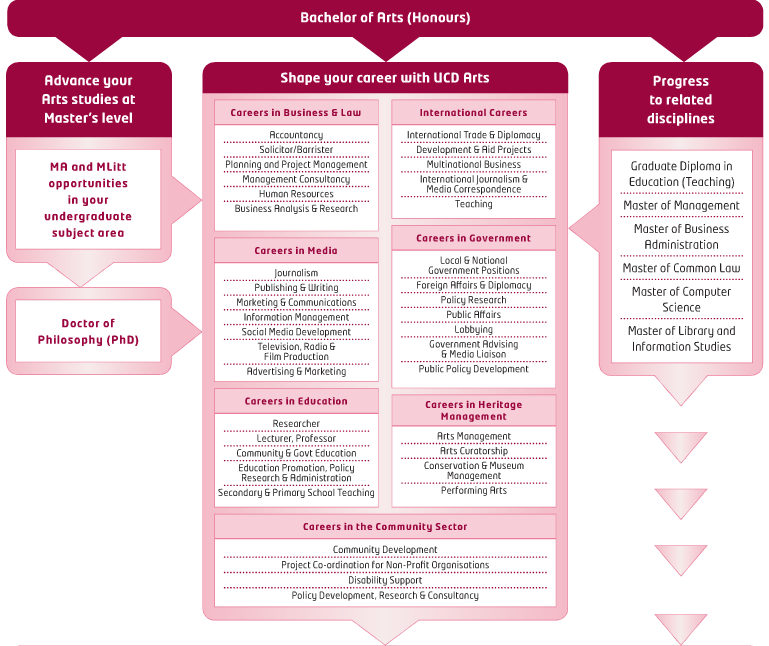 Bachelor of Arts (Honours)
Advance your
Arts studies at
Master's level
MA and MLitt
opportunities
in your
undergraduate
subject area
Doctor of
Philosophy (PhD)
Shape your career with UCD Arts
Careers in Business & Law
Accountancy
Solicitor/Barrister
Planning and Project Management
Management Consultancy
Human Resources
Business Analysis & Research
Careers in Media
Journalism
Publishing & Writing
Marketing & Communications
Information Management
Social Media Development
Television, Radio &
Film Production
Advertising & Marketing
Careers in Education
Researcher
Lecturer, Professor
Community & Govt Education
Education Promotion, Policy
Research & Administration
Secondary & Primary School Teaching
International Careers
International Trade & Diplomacy
Development & Aid Projects
Multinational Business
International Journalism &
Media Correspondence
Teaching
Careers in Government
Local & National
Government Positions
Foreign Affairs & Diplomacy
Policy Research
Public Affairs
Lobbying
Government Advising
& Media Liaison
Public Policy Development
Careers in Heritage
Management
Arts Management
Arts Curatorship
Conservation & Museum
Management
Performing Arts
Careers in the Community Sector
Community Development
Project Co-ordination for Non-Profit Organisations
Disability Support
Policy Development, Research & Consultancy
Progress
to related
disciplines
Graduate Diploma in
Education (Teaching)
Master of Management
Master of Business
Administration
Master of Common Law
Master of Computer
Science
Master of Library and
Information Studies